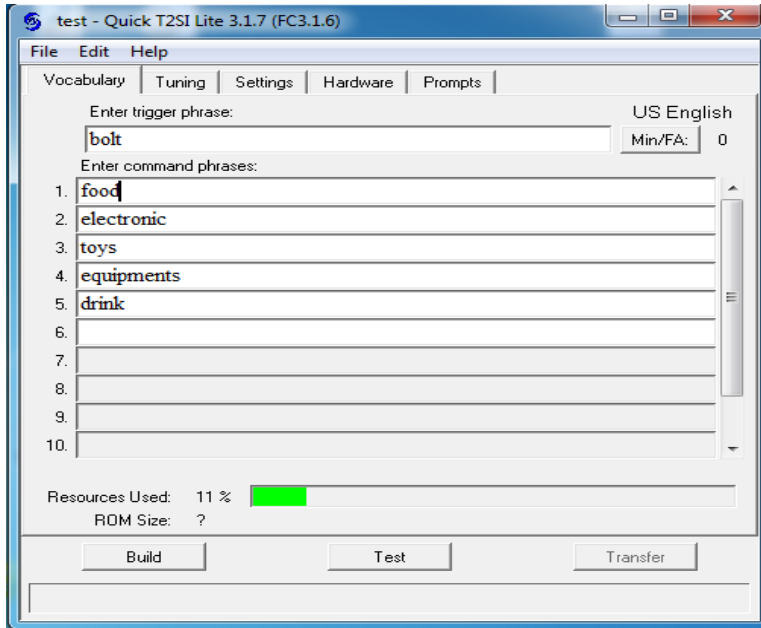 test - Quick T2SI Lite 3.1.7 (FC3.1.6)
File Edit Help
Vocabulary Tuning Settings Hardware Prompts
Enter trigger phrase: US English
bolt Min/FA: 0
Enter command phrases:
1. food
2. electronic
3. toys
4. equipments
5. drink
6.
7.
8.
9.
10.
Resources Used: 11 %
ROM Size: ?
Build Test Transfer